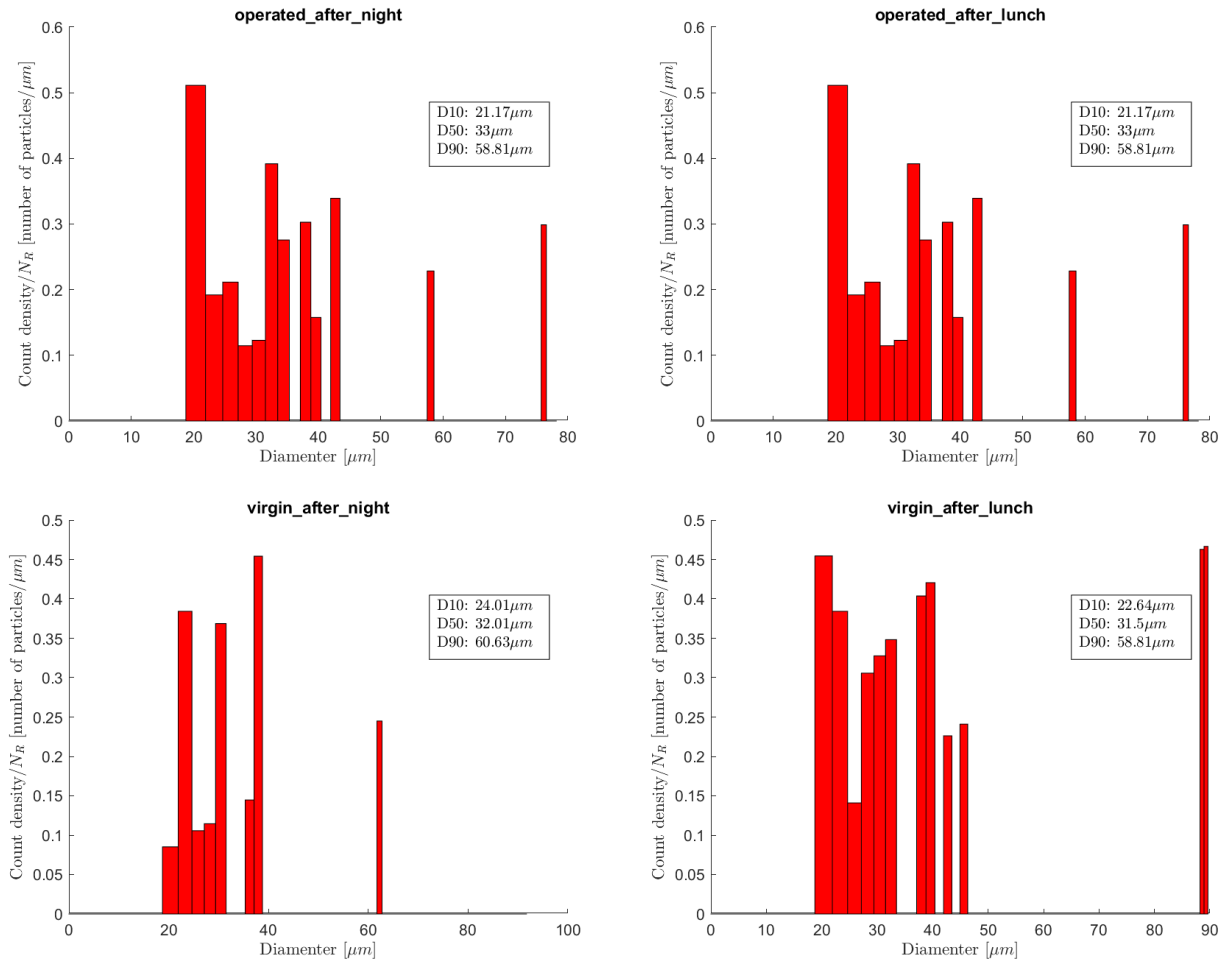 operated_after_night
0.6
0.5
0.4
0.3
0.2
0.1
0
Count density/N_R [number of particles/μm]
D10: 21.17μm
D50: 33μm
D90: 58.81μm
0 10 20 30 40 50 60 70 80
Diamenter [μm]
operated_after_lunch
0.6
0.5
0.4
0.3
0.2
0.1
0
Count density/N_R [number of particles/μm]
D10: 21.17μm
D50: 33μm
D90: 58.81μm
0 10 20 30 40 50 60 70 80
Diamenter [μm]
virgin_after_night
0.5
0.45
0.4
0.35
0.3
0.25
0.2
0.15
0.1
0.05
0
Count density/N_R [number of particles/μm]
D10: 24.01μm
D50: 32.01μm
D90: 60.63μm
0 20 40 60 80 100
Diamenter [μm]
virgin_after_lunch
0.5
0.45
0.4
0.35
0.3
0.25
0.2
0.15
0.1
0.05
0
Count density/N_R [number of particles/μm]
D10: 22.64μm
D50: 31.5μm
D90: 58.81μm
0 10 20 30 40 50 60 70 80 90
Diamenter [μm]